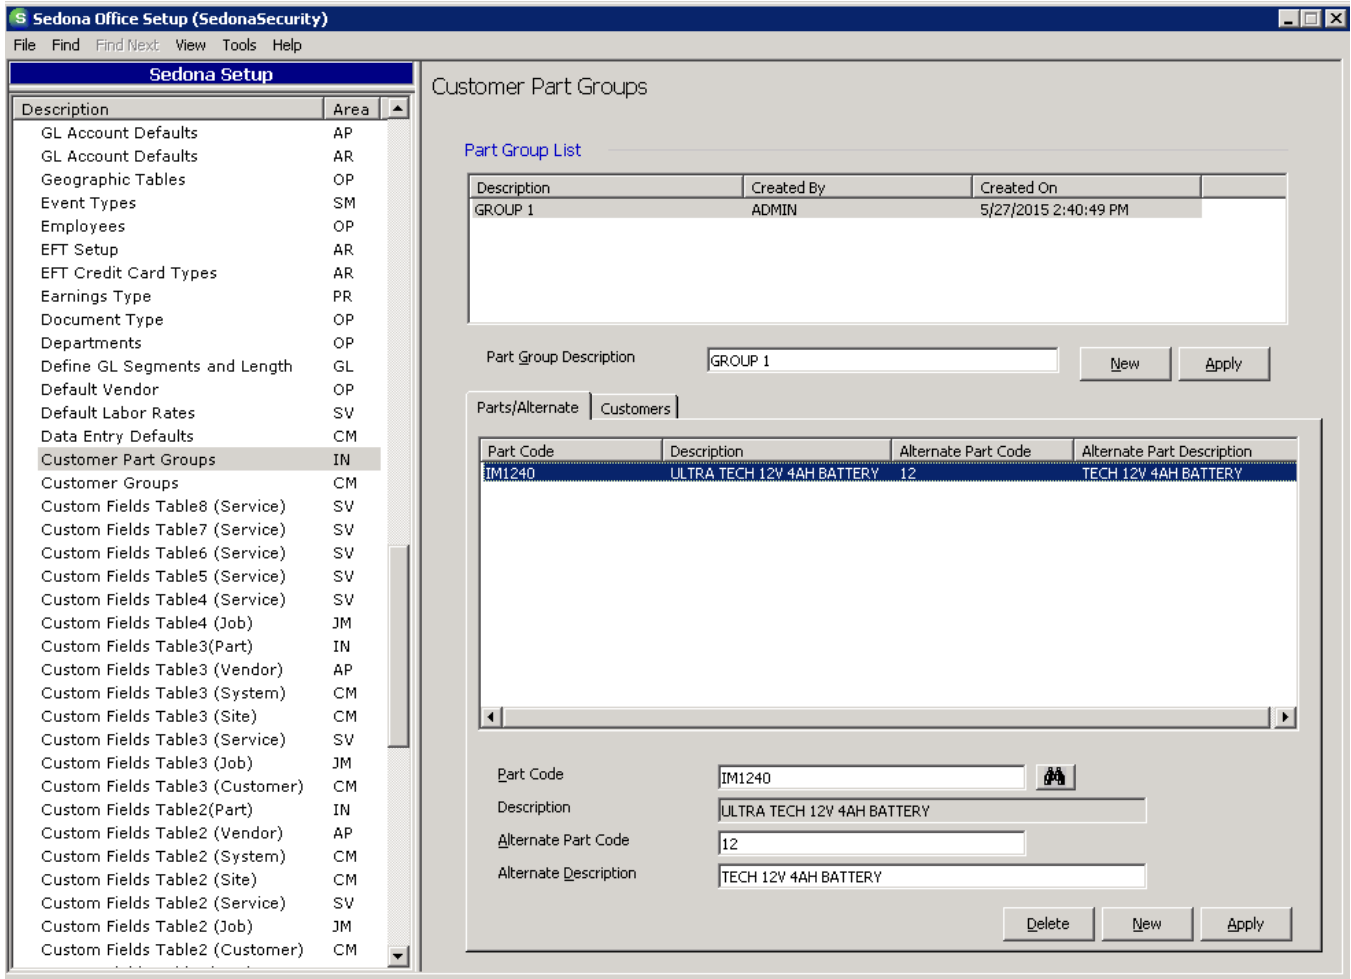 S Sedona Office Setup (SedonaSecurity)
File Find Find Next View Tools Help
Sedona Setup
Description Area
GL Account Defaults AP
GL Account Defaults AR
Geographic Tables OP
Event Types SM
Employees OP
EFT Setup AR
EFT Credit Card Types AR
Earnings Type PR
Document Type OP
Departments OP
Define GL Segments and Length GL
Default Vendor OP
Default Labor Rates SV
Data Entry Defaults CM
Customer Part Groups IN
Customer Groups CM
Custom Fields Table8 (Service) SV
Custom Fields Table7 (Service) SV
Custom Fields Table6 (Service) SV
Custom Fields Table5 (Service) SV
Custom Fields Table4 (Service) SV
Custom Fields Table4 (Job) JM
Custom Fields Table3(Part) IN
Custom Fields Table3 (Vendor) AP
Custom Fields Table3 (System) CM
Custom Fields Table3 (Site) CM
Custom Fields Table3 (Service) SV
Custom Fields Table3 (Job) JM
Custom Fields Table3 (Customer) CM
Custom Fields Table2(Part) IN
Custom Fields Table2 (Vendor) AP
Custom Fields Table2 (System) CM
Custom Fields Table2 (Site) CM
Custom Fields Table2 (Service) SV
Custom Fields Table2 (Job) JM
Custom Fields Table2 (Customer) CM
Customer Part Groups
Part Group List
Description Created By Created On
GROUP 1 ADMIN 5/27/2015 2:40:49 PM
Part Group Description GROUP 1 New Apply
Parts/Alternate Customers
Part Code Description Alternate Part Code Alternate Part Description
IM1240 ULTRA TECH 12V 4AH BATTERY 12 TECH 12V 4AH BATTERY
Part Code IM1240
Description ULTRA TECH 12V 4AH BATTERY
Alternate Part Code 12
Alternate Description TECH 12V 4AH BATTERY
Delete New Apply